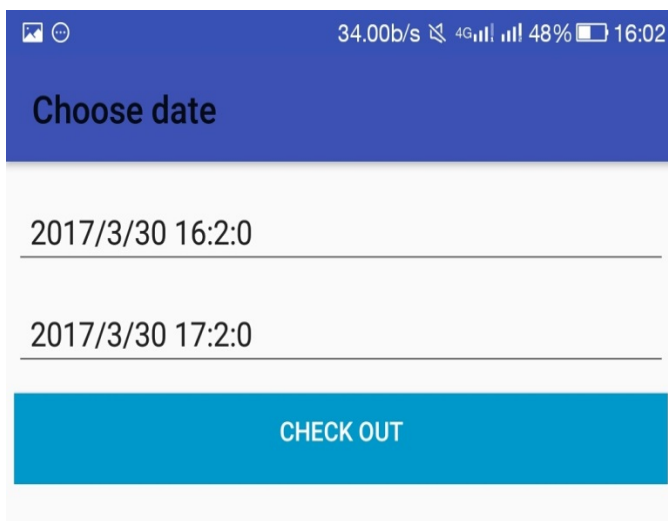 34.00b/s 4G 48% 16:02
Choose date
2017/3/30 16:2:0
2017/3/30 17:2:0
CHECK OUT